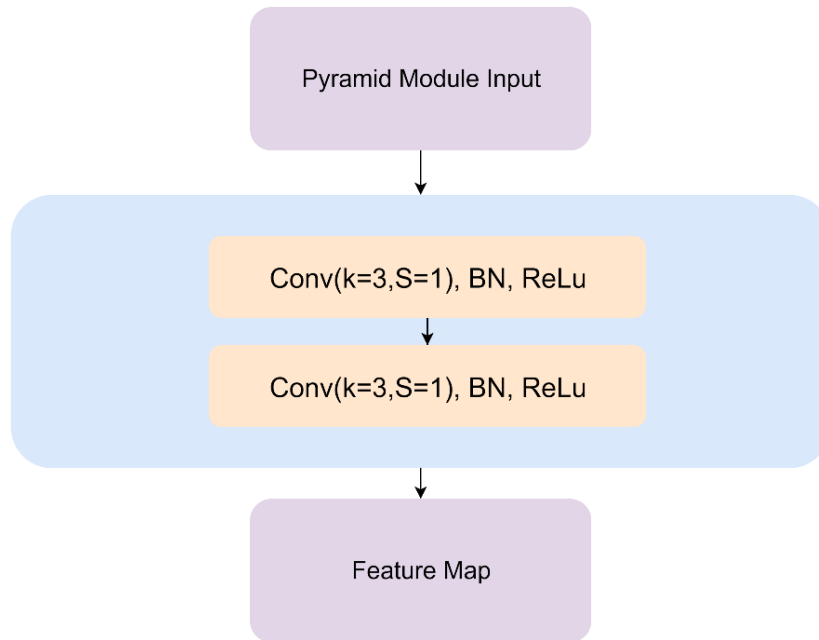 Pyramid Module Input
Conv(k=3,S=1), BN, ReLu
Conv(k=3,S=1), BN, ReLu
Feature Map